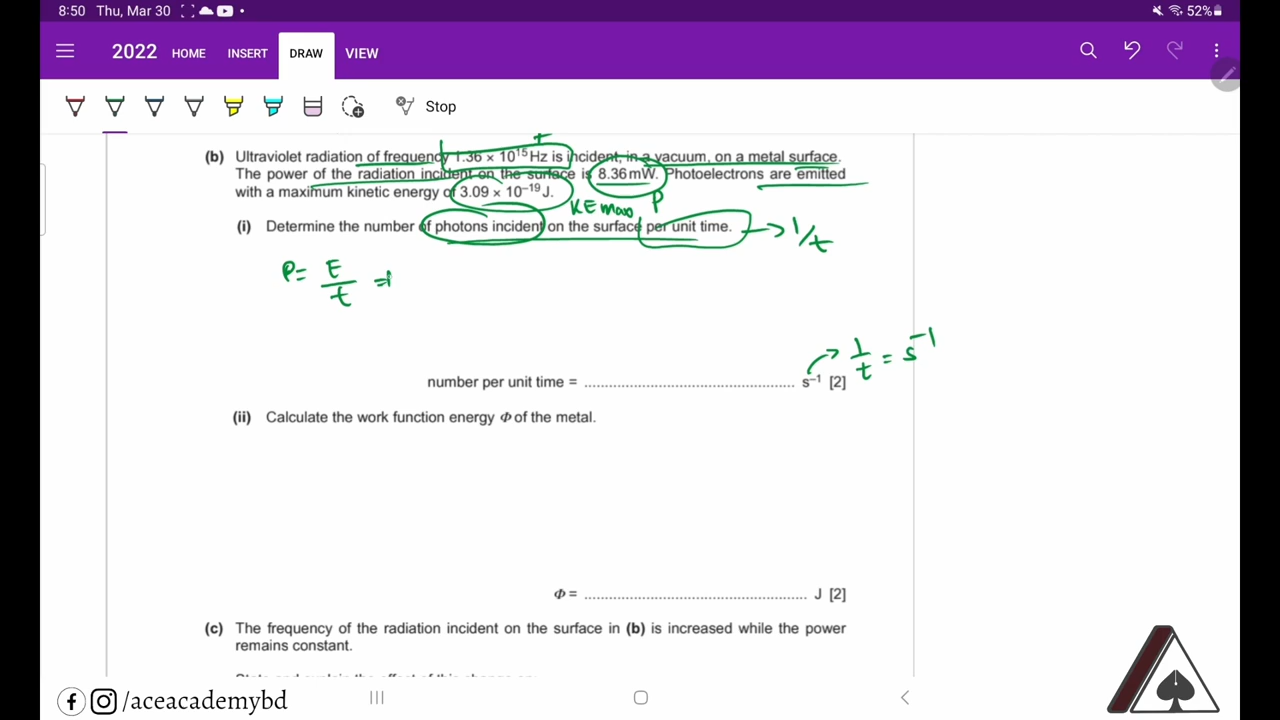 8:50 Thu, Mar 30
52%
2022 HOME INSERT DRAW VIEW
Stop
(b) Ultraviolet radiation of frequency 1.36 × 10¹⁵ Hz is incident, in a vacuum, on a metal surface.
The power of the radiation incident on the surface is 8.36 mW. Photoelectrons are emitted
with a maximum kinetic energy of 3.09 × 10⁻¹⁹ J.
KE max P
(i) Determine the number of photons incident on the surface per unit time. → 1/t
P = E/t =
1/t = s⁻¹
number per unit time = ................................................ s⁻¹ [2]
(ii) Calculate the work function energy Φ of the metal.
Φ = ................................................ J [2]
(c) The frequency of the radiation incident on the surface in (b) is increased while the power
remains constant.
/aceacademybd